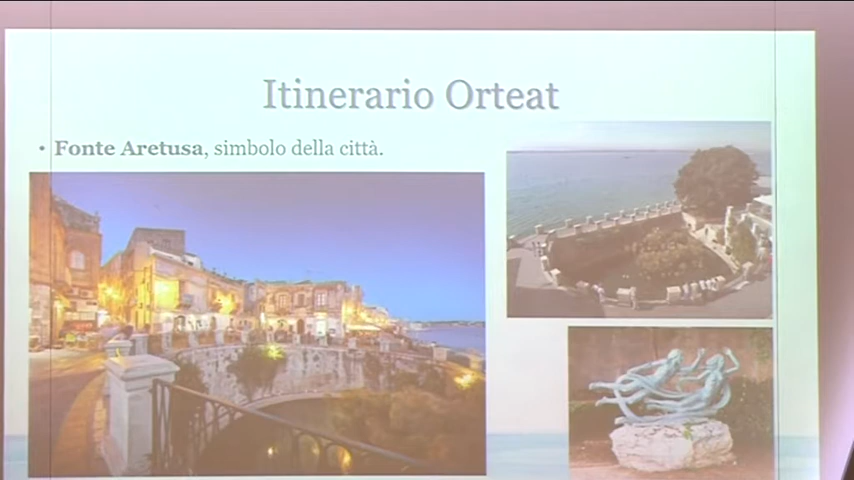 Itinerario Orteat
• Fonte Aretusa, simbolo della città.